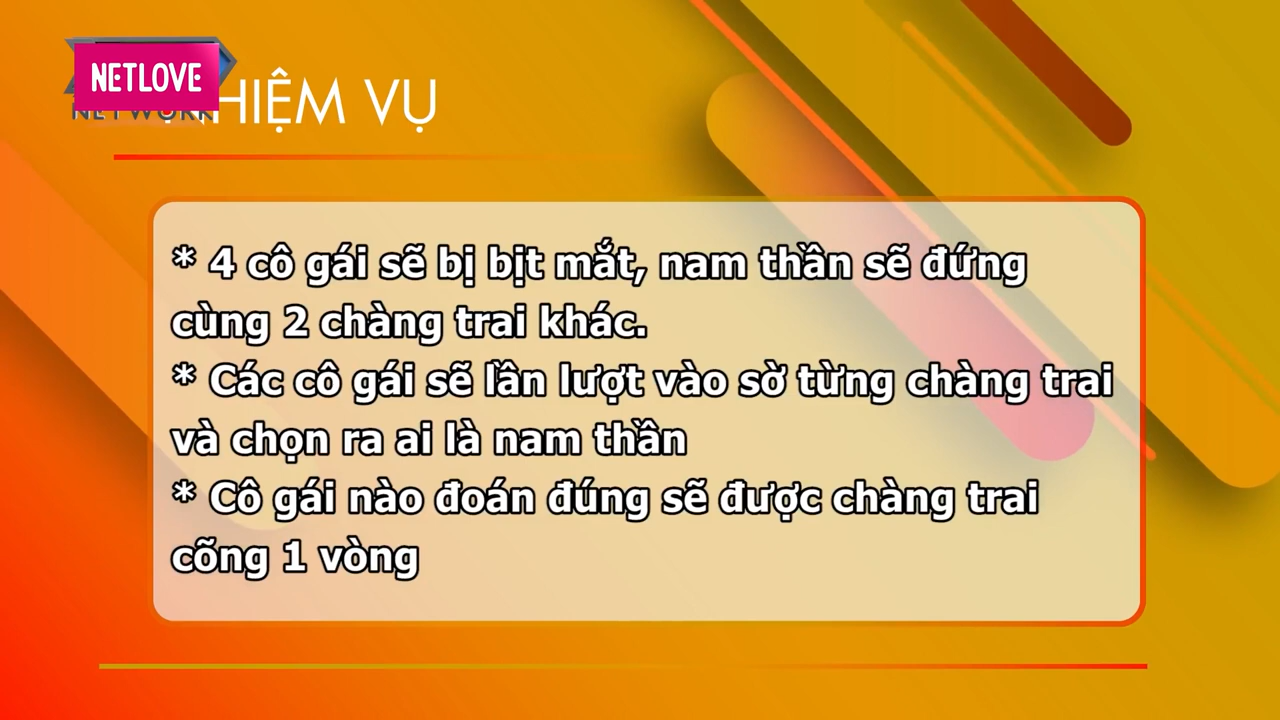 NETLOVE
NETWORK
NHIỆM VỤ
* 4 cô gái sẽ bị bịt mắt, nam thần sẽ đứng
cùng 2 chàng trai khác.
* Các cô gái sẽ lần lượt vào sờ từng chàng trai
và chọn ra ai là nam thần
* Cô gái nào đoán đúng sẽ được chàng trai
cõng 1 vòng